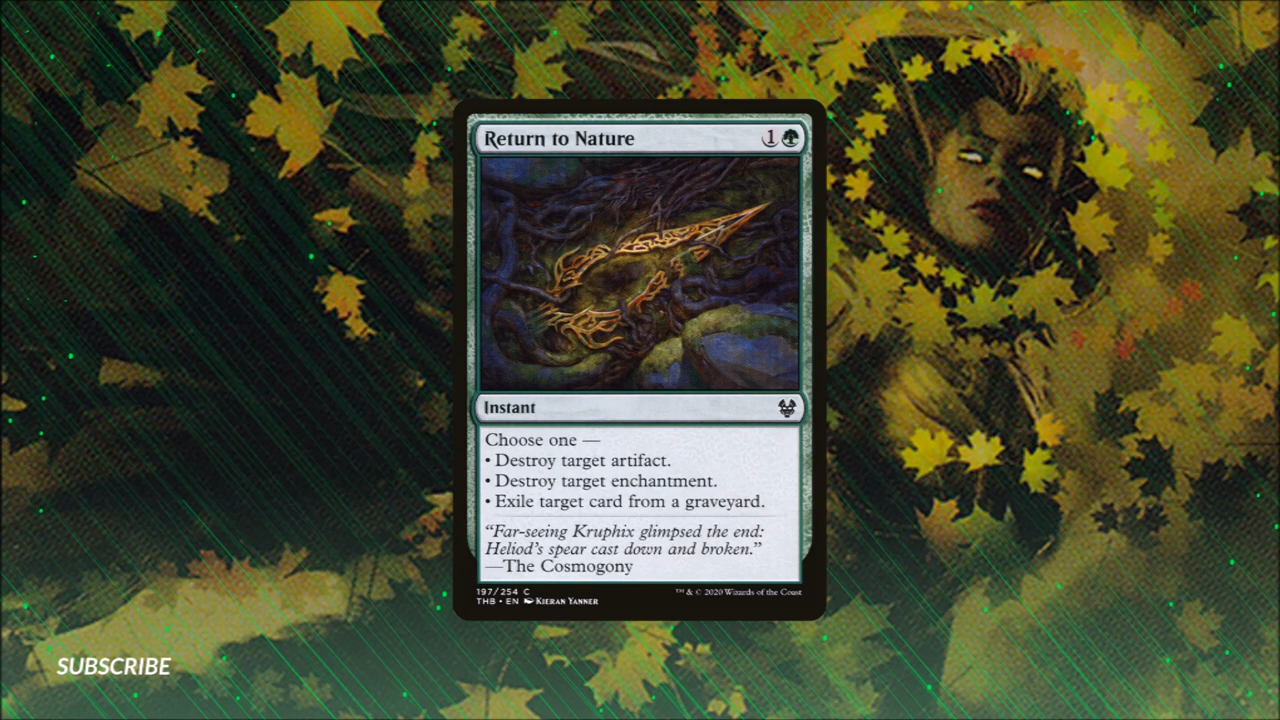 Return to Nature 1
Instant
Choose one —
• Destroy target artifact.
• Destroy target enchantment.
• Exile target card from a graveyard.
“Far-seeing Kruphix glimpsed the end:
Heliod’s spear cast down and broken.”
—The Cosmogony
197/254 C
THB • EN Kieran Yanner
™ & © 2020 Wizards of the Coast
SUBSCRIBE